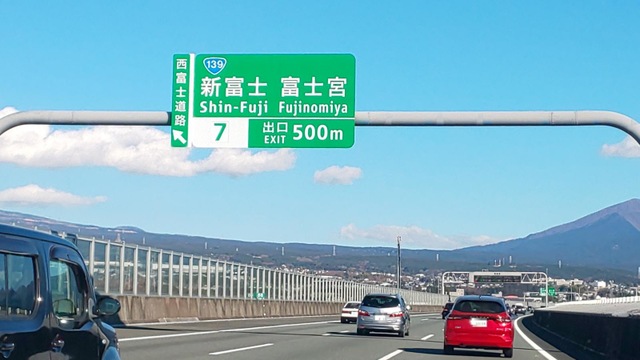 西富士道路
139
新富士 富士宮
Shin-Fuji Fujinomiya
7 出口 EXIT 500m